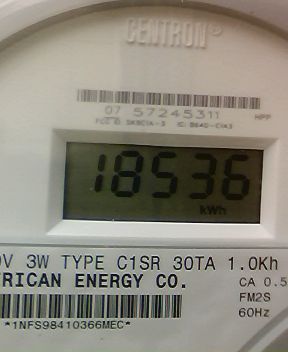 CENTRON®
07 57245311 HPP
18536
kWh
V 3W TYPE C1SR 30TA 1.0Kh
RICAN ENERGY CO. CA 0.5
FM2S
*1NFS98410366MEC* 60Hz